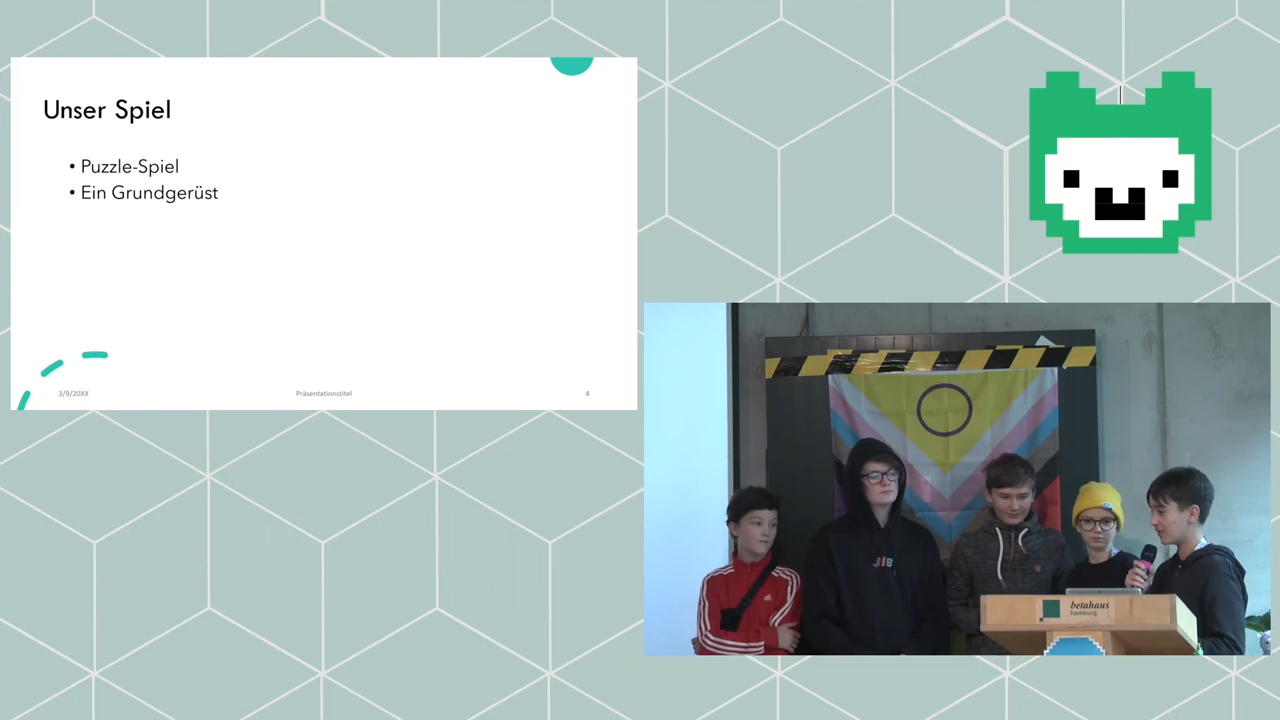 Unser Spiel
• Puzzle-Spiel
• Ein Grundgerüst
3/9/20XX
Präsentationstitel
4
betahaus
hamburg